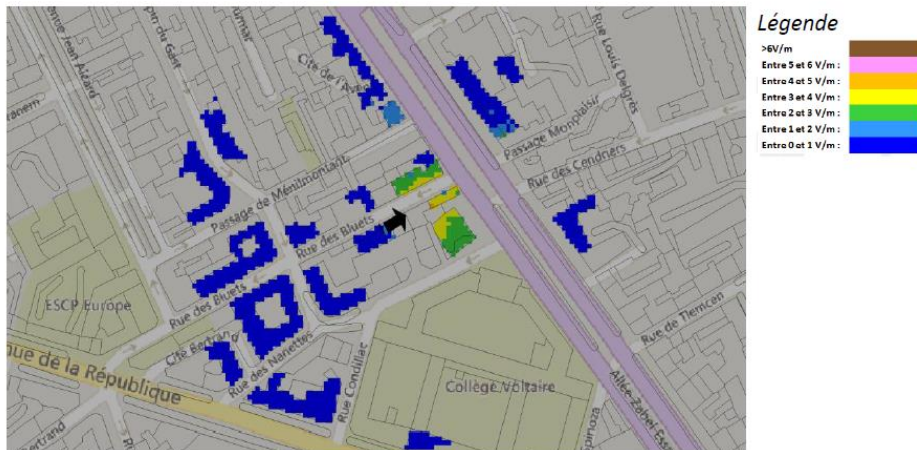 Légende
>6V/m
Entre 5 et 6 V/m :
Entre 4 et 5 V/m :
Entre 3 et 4 V/m :
Entre 2 et 3 V/m :
Entre 1 et 2 V/m :
Entre 0 et 1 V/m :
Rue Louis Delgrès
Cité de l'Avenir
Passage Monplaisir
Rue des Cendriers
Passage de Ménilmontant
Rue des Bluets
ESCP Europe
Rue des Bluets
Rue de Tlemcen
Cité Bertrand
Rue des Nanettes
nue de la République
Rue Condillac
Collège Voltaire
Bertrand